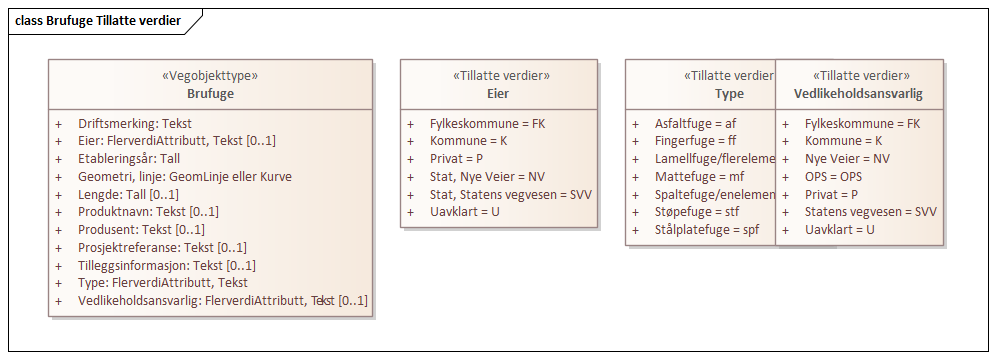 class Brufuge Tillatte verdier
«Vegobjekttype»
Brufuge
+ Driftsmerking: Tekst
+ Eier: FlerverdiAttributt, Tekst [0..1]
+ Etableringsår: Tall
+ Geometri, linje: GeomLinje eller Kurve
+ Lengde: Tall [0..1]
+ Produktnavn: Tekst [0..1]
+ Produsent: Tekst [0..1]
+ Prosjektreferanse: Tekst [0..1]
+ Tilleggsinformasjon: Tekst [0..1]
+ Type: FlerverdiAttributt, Tekst
+ Vedlikeholdsansvarlig: FlerverdiAttributt, Tekst [0..1]
«Tillatte verdier»
Eier
+ Fylkeskommune = FK
+ Kommune = K
+ Privat = P
+ Stat, Nye Veier = NV
+ Stat, Statens vegvesen = SVV
+ Uavklart = U
«Tillatte verdier
Type
+ Asfaltfuge = af
+ Fingerfuge = ff
+ Lamellfuge/flereleme
+ Mattefuge = mf
+ Spaltefuge/enelemen
+ Støpefuge = stf
+ Stålplatefuge = spf
«Tillatte verdier»
Vedlikeholdsansvarlig
+ Fylkeskommune = FK
+ Kommune = K
+ Nye Veier = NV
+ OPS = OPS
+ Privat = P
+ Statens vegvesen = SVV
+ Uavklart = U